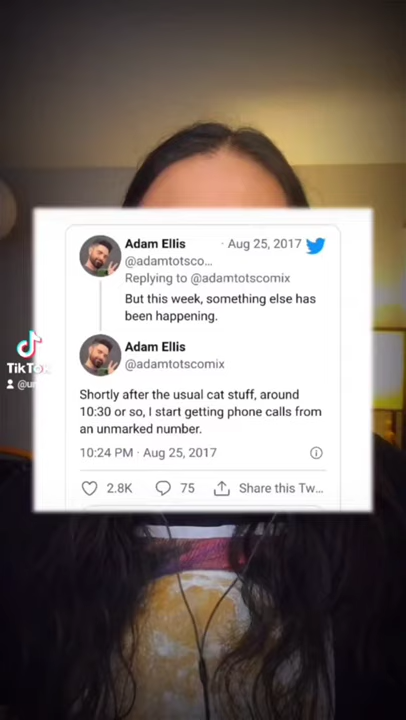 Adam Ellis · Aug 25, 2017
@adamtotsco...
Replying to @adamtotscomix
But this week, something else has
been happening.
Adam Ellis
@adamtotscomix
Shortly after the usual cat stuff, around
10:30 or so, I start getting phone calls from
an unmarked number.
10:24 PM · Aug 25, 2017
2.8K 75 Share this Tw...
TikTok